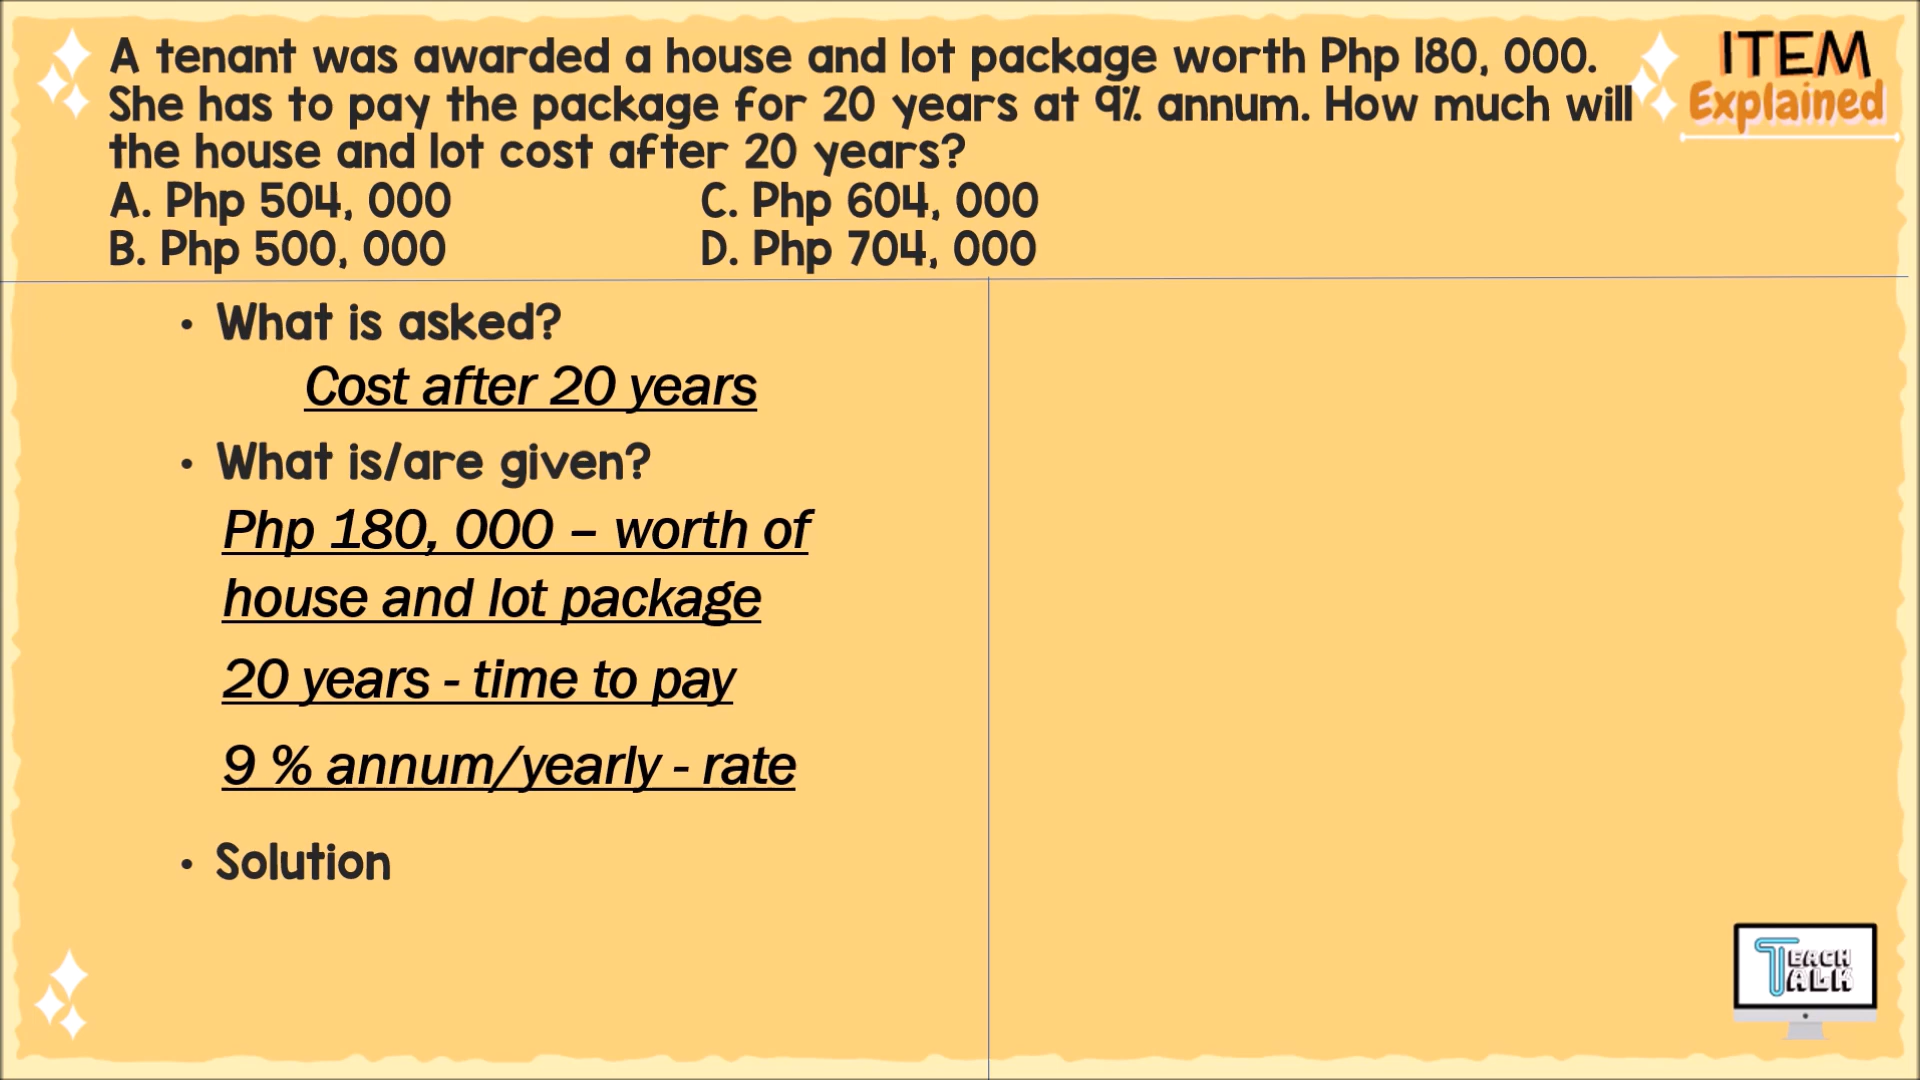 A tenant was awarded a house and lot package worth Php 180, 000.
She has to pay the package for 20 years at 9% annum. How much will
the house and lot cost after 20 years?
A. Php 504, 000
C. Php 604, 000
B. Php 500, 000
D. Php 704, 000
ITEM
Explained
• What is asked?
Cost after 20 years
• What is/are given?
Php 180, 000 – worth of
house and lot package
20 years - time to pay
9 % annum/yearly - rate
• Solution
TEACH
TALK